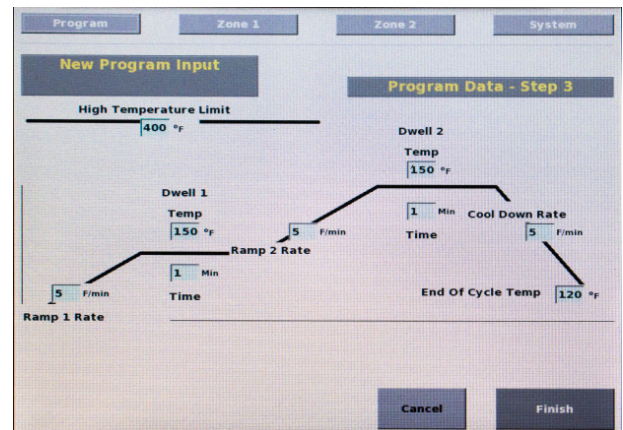 Program
Zone 1
Zone 2
System
New Program Input
Program Data - Step 3
High Temperature Limit
400 °F
Dwell 2
Temp
150 °F
Dwell 1
Temp
150 °F
1 Min
Time
5 F/min
Ramp 2 Rate
1 Min
Time
Cool Down Rate
5 F/min
5 F/min
Ramp 1 Rate
End Of Cycle Temp 120 °F
Cancel
Finish